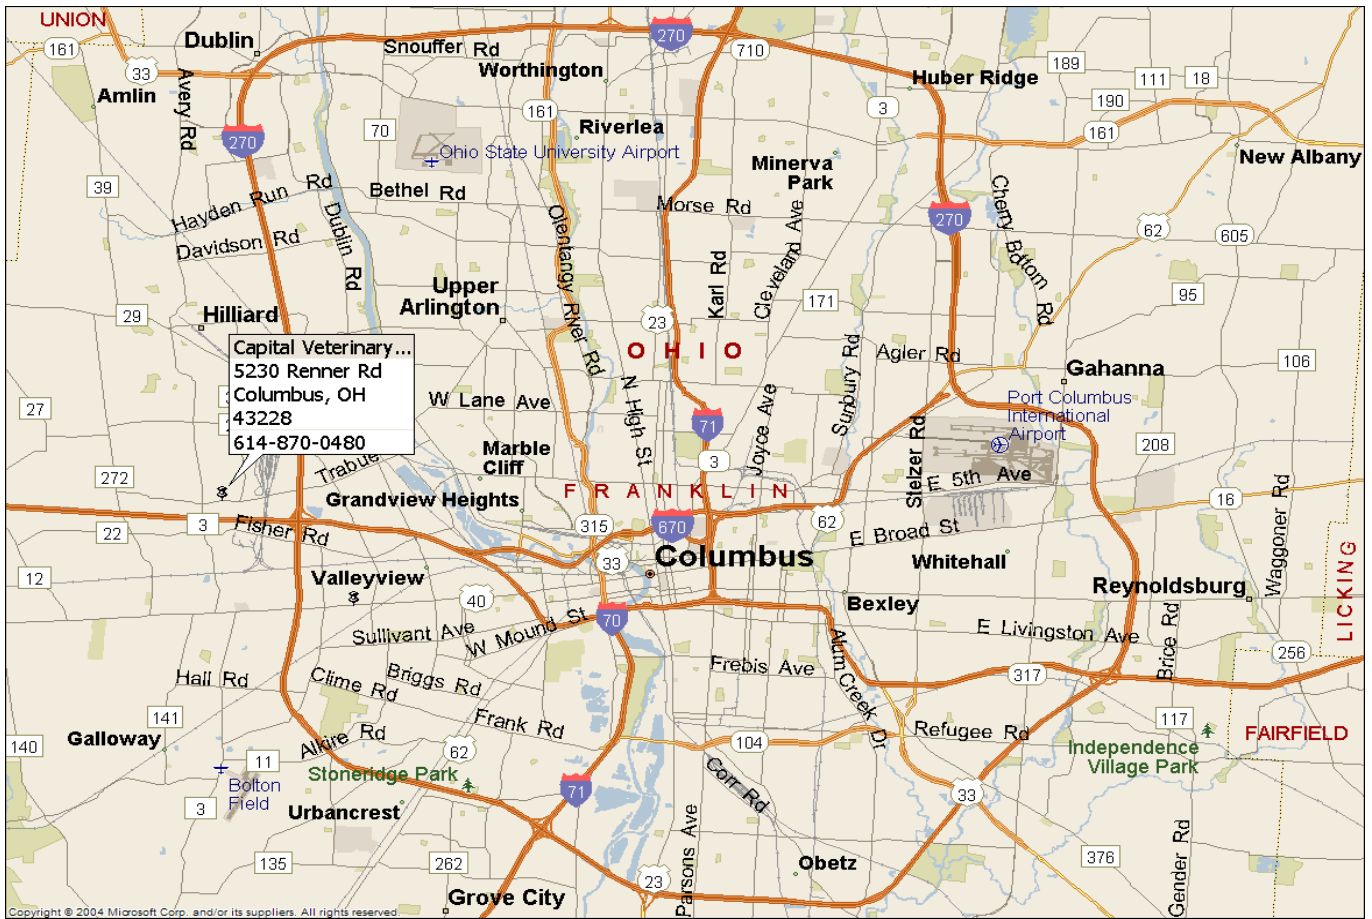 UNION
270
161
Dublin
Snouffer Rd
710
33
Worthington
189
Huber Ridge
111
18
Amlin
Avery Rd
190
3
161
70
Riverlea
161
270
Ohio State University Airport
Minerva
Park
New Albany
39
Hayden Run Rd
Bethel Rd
Morse Rd
Cherry Bottom Rd
270
62
605
Davidson Rd
Dublin Rd
Olentangy River Rd
Karl Rd
Cleveland Ave
Upper
Arlington
95
171
29
Hilliard
23
OHIO
Capital Veterinary...
5230 Renner Rd
Columbus, OH
43228
614-870-0480
Agler Rd
Sunbury Rd
106
Gahanna
27
W Lane Ave
N High St
71
Joyce Ave
Port Columbus
International
Airport
Stelzer Rd
208
Marble
Cliff
3
272
Trabue
E 5th Ave
Grandview Heights
FRANKLIN
16
Waggoner Rd
22
3
Fisher Rd
315
670
62
E Broad St
33
Columbus
Whitehall
LICKING
12
Valleyview
Reynoldsburg
40
Bexley
70
Sullivant Ave
W Mound St
E Livingston Ave
Brice Rd
256
Alum Creek Dr
Frebis Ave
317
Hall Rd
Clime Rd
Briggs Rd
141
Frank Rd
117
Galloway
Alkire Rd
62
104
Refugee Rd
FAIRFIELD
140
11
Independence
Village Park
Stoneridge Park
Bolton
Field
Corr Rd
71
33
3
Urbancrest
Parsons Ave
Gender Rd
135
262
Obetz
376
23
Grove City
Copyright © 2004 Microsoft Corp. and/or its suppliers. All rights reserved.